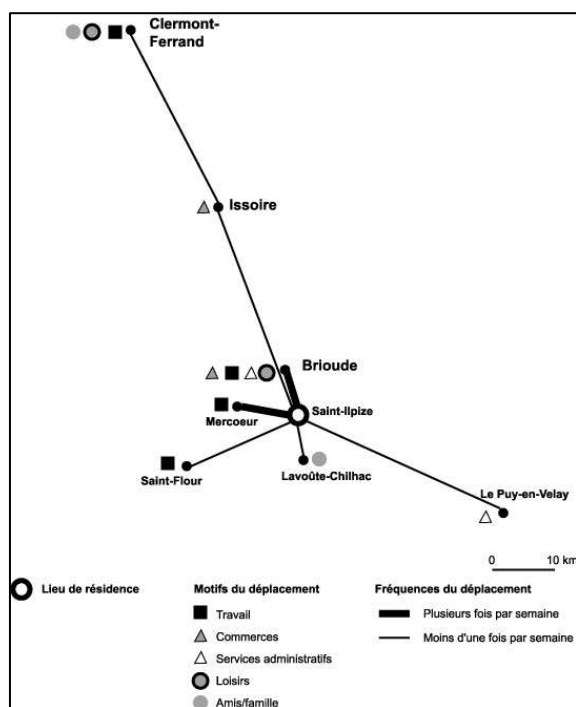 Clermont-
Ferrand
Issoire
Brioude
Saint-Ilpize
Mercoeur
Saint-Flour
Lavoûte-Chilhac
Le Puy-en-Velay
0 10 km
Lieu de résidence
Motifs du déplacement
Travail
Commerces
Services administratifs
Loisirs
Amis/famille
Fréquences du déplacement
Plusieurs fois par semaine
Moins d'une fois par semaine